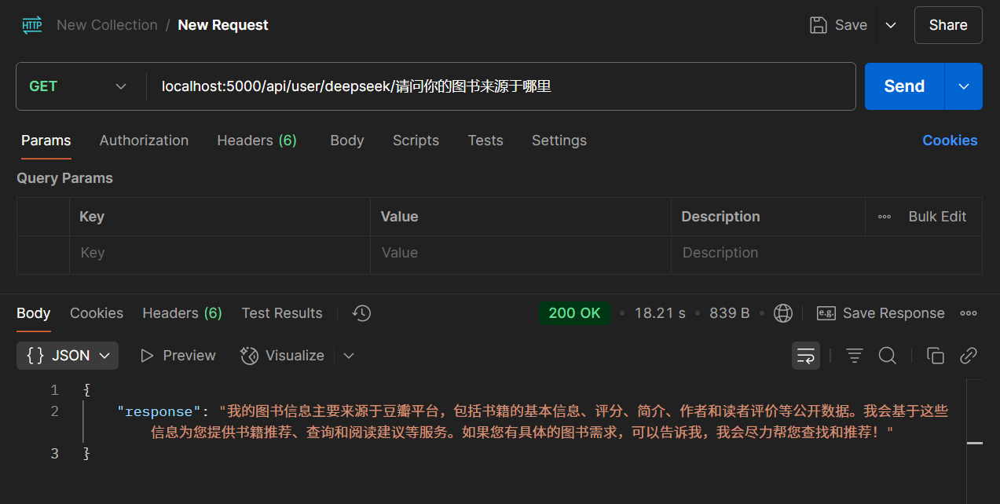 HTTP New Collection / New Request Save Share
GET localhost:5000/api/user/deepseek/请问你的图书来源于哪里 Send
Params Authorization Headers (6) Body Scripts Tests Settings Cookies
Query Params
Key Value Description Bulk Edit
Key Value Description
Body Cookies Headers (6) Test Results 200 OK 18.21 s 839 B e.g. Save Response
{} JSON Preview Visualize
1 {
2 "response": "我的图书信息主要来源于豆瓣平台，包括书籍的基本信息、评分、简介、作者和读者评价等公开数据。我会基于这些
信息为您提供书籍推荐、查询和阅读建议等服务。如果您有具体的图书需求，可以告诉我，我会尽力帮您查找和推荐！"
3 }